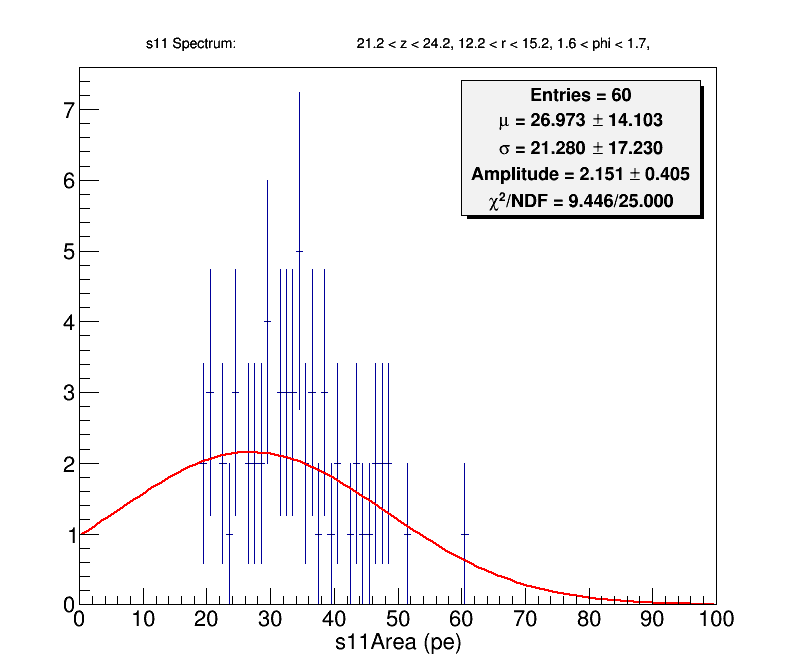 s11 Spectrum: 21.2 < z < 24.2, 12.2 < r < 15.2, 1.6 < phi < 1.7,
Entries = 60
μ = 26.973 ± 14.103
σ = 21.280 ± 17.230
Amplitude = 2.151 ± 0.405
χ²/NDF = 9.446/25.000
7
6
5
4
3
2
1
0
0 10 20 30 40 50 60 70 80 90 100
s11Area (pe)